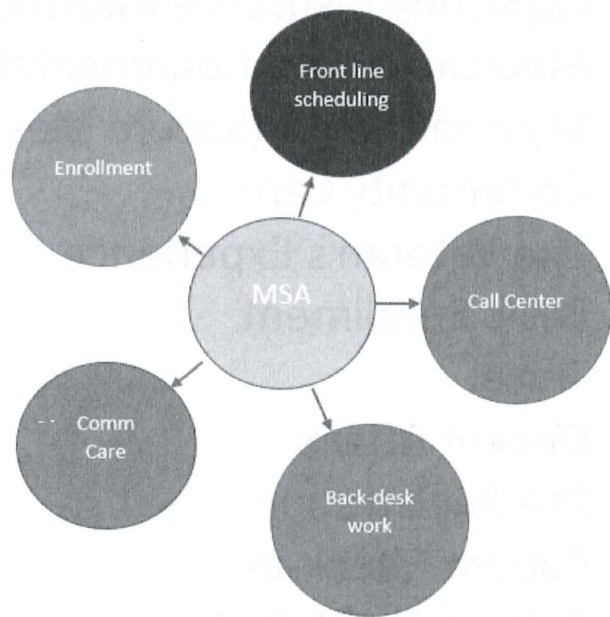 Front line
scheduling
Enrollment
MSA
Call Center
Comm
Care
Back-desk
work